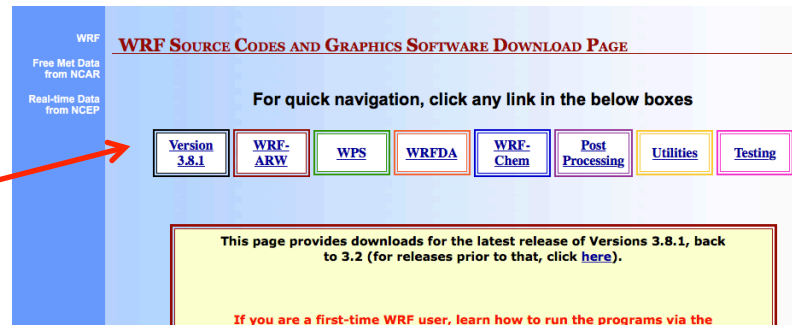 WRF
Free Met Data
from NCAR
Real-time Data
from NCEP
WRF SOURCE CODES AND GRAPHICS SOFTWARE DOWNLOAD PAGE
For quick navigation, click any link in the below boxes
Version
3.8.1
WRF-
ARW
WPS
WRFDA
WRF-
Chem
Post
Processing
Utilities
Testing
This page provides downloads for the latest release of Versions 3.8.1, back
to 3.2 (for releases prior to that, click here).
If you are a first-time WRF user, learn how to run the programs via the